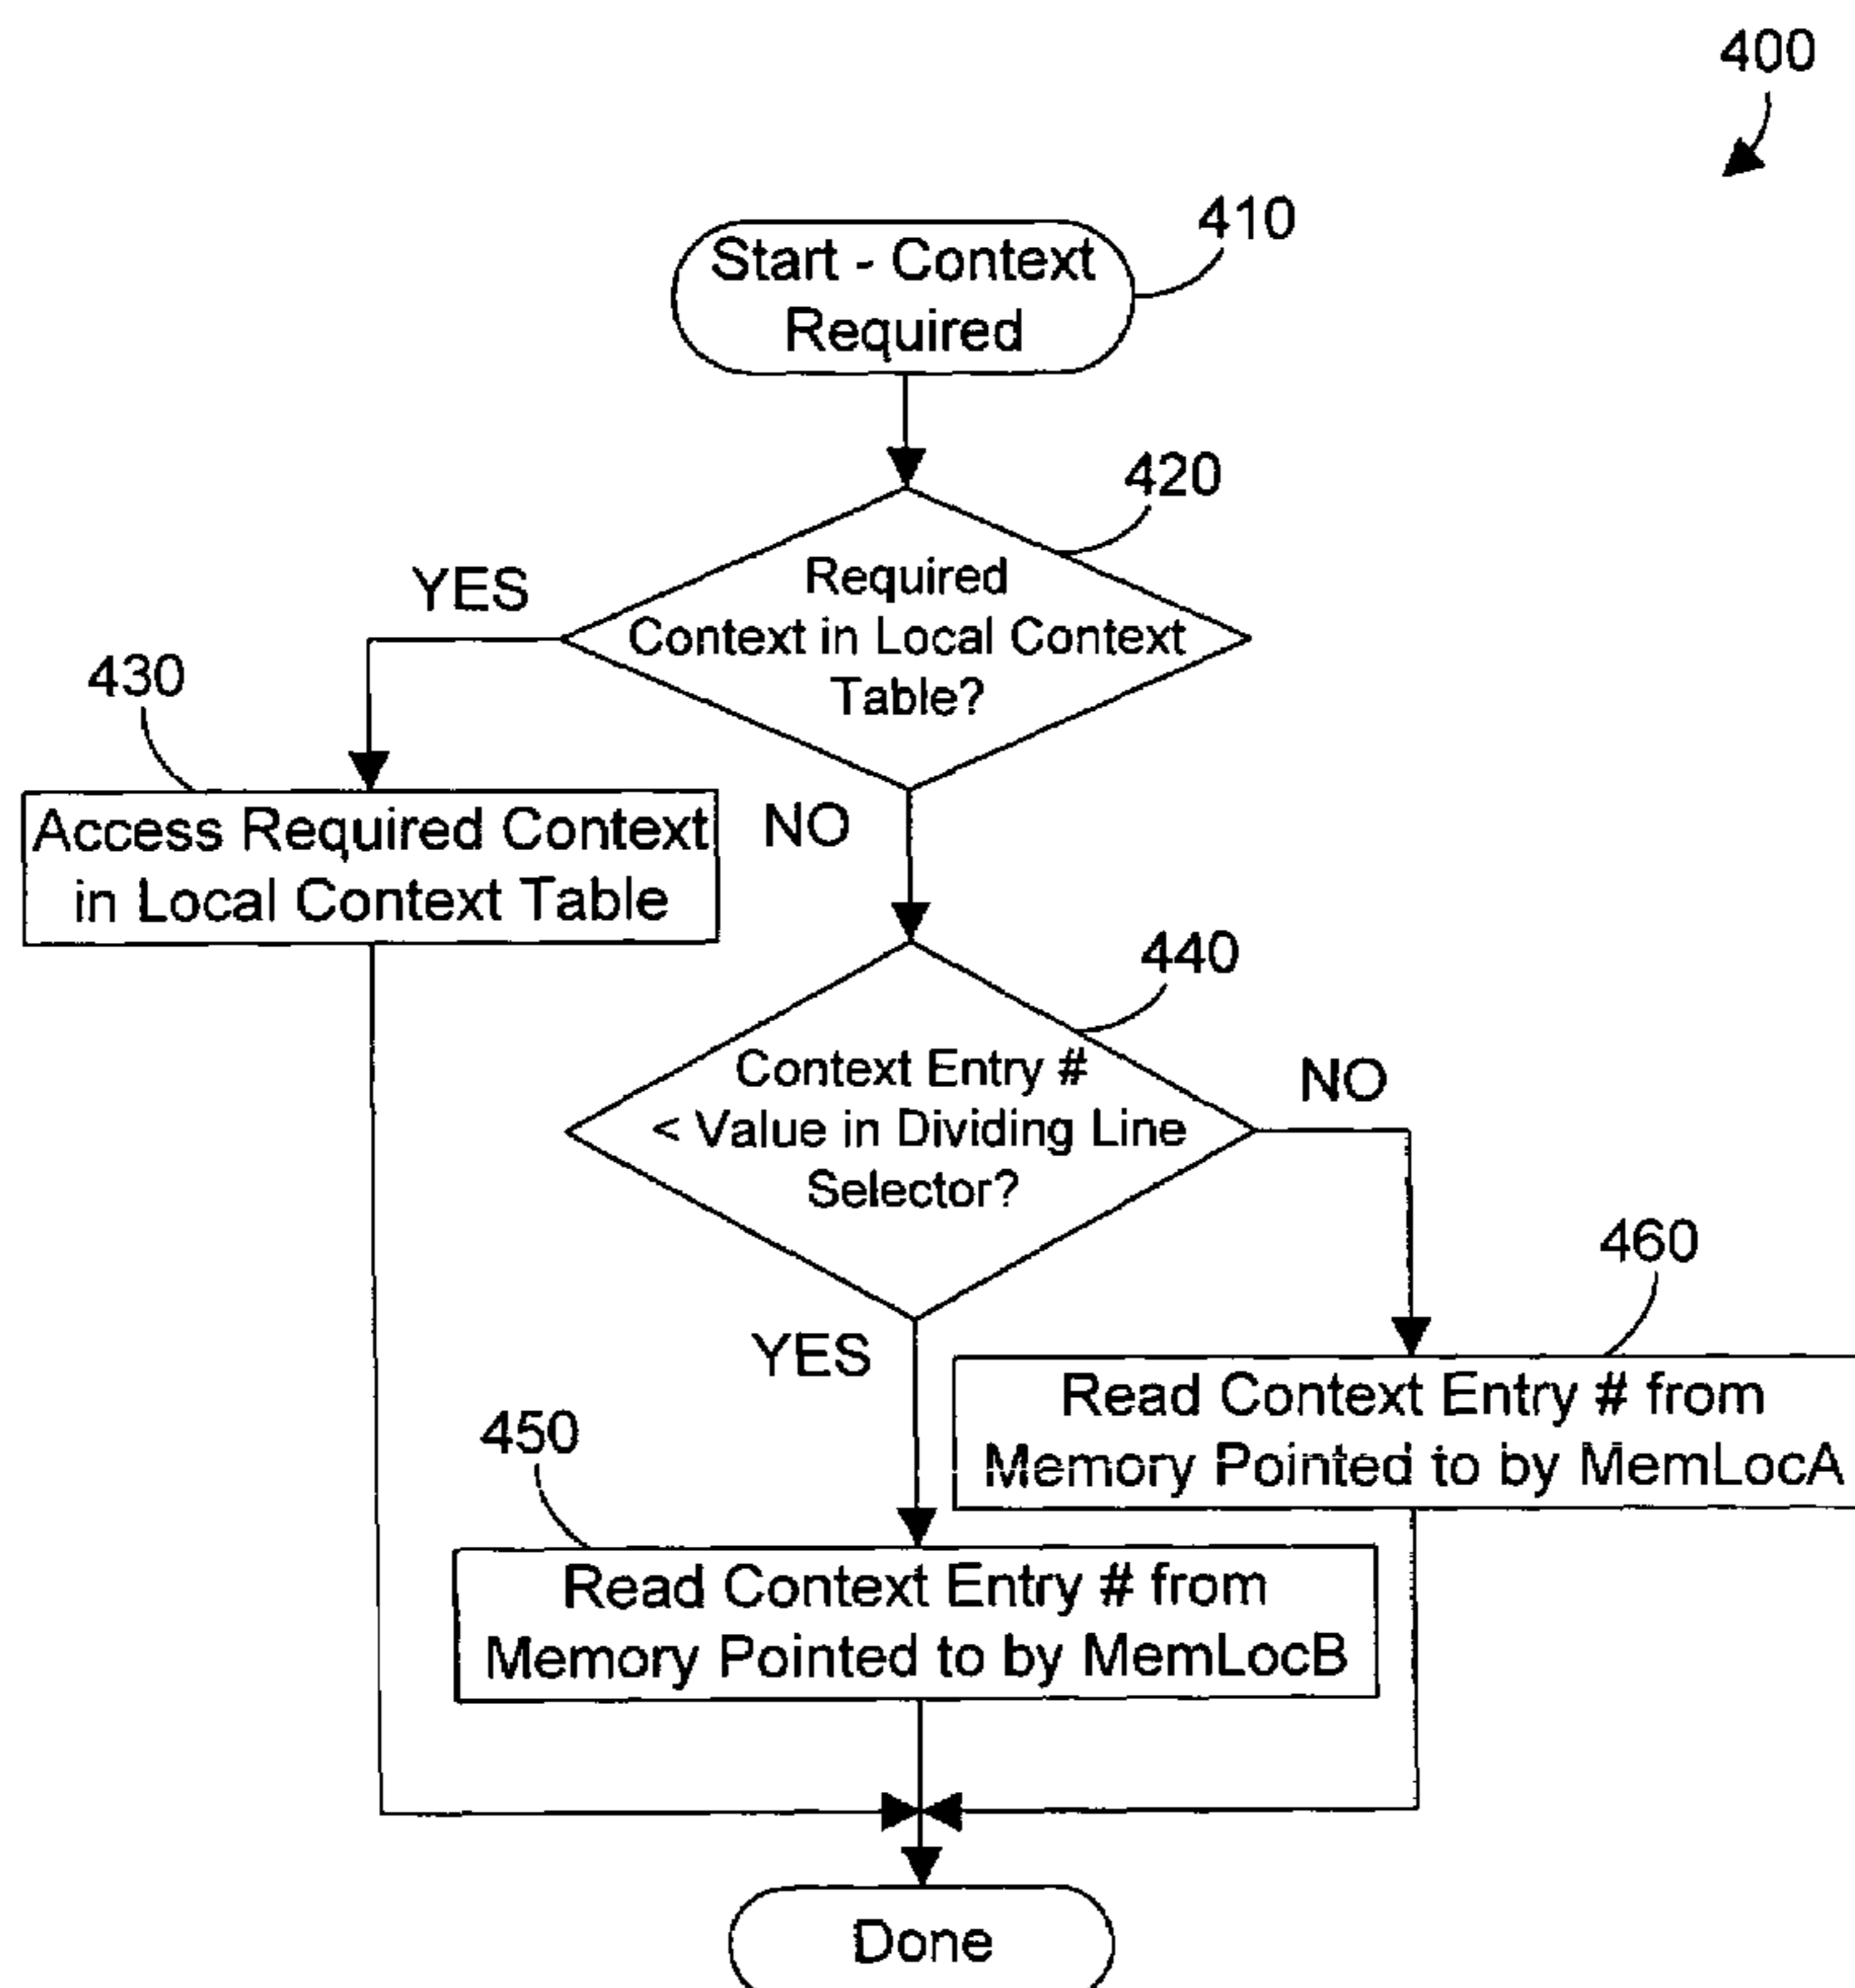 400
410
Start - Context
Required
420
Required
Context in Local Context
Table?
YES
430
Access Required Context
in Local Context Table
NO
440
Context Entry #
< Value in Dividing Line
Selector?
NO
460
YES
Read Context Entry # from
Memory Pointed to by MemLocA
450
Read Context Entry # from
Memory Pointed to by MemLocB
Done